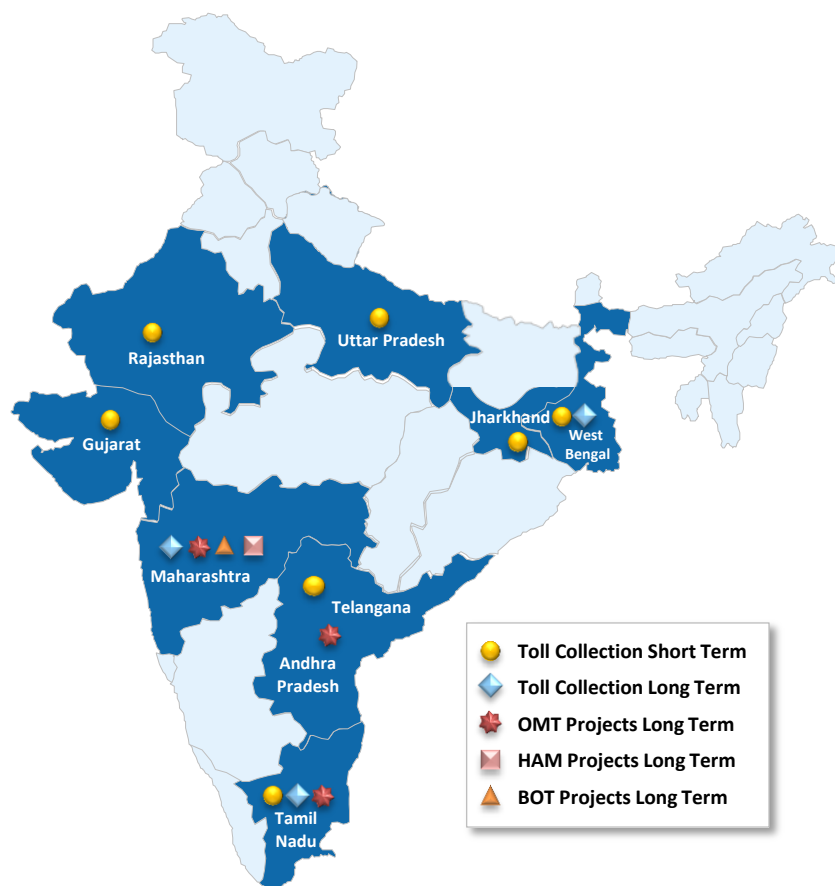 Rajasthan
Uttar Pradesh
Gujarat
Jharkhand
West
Bengal
Maharashtra
Telangana
Andhra
Pradesh
Tamil
Nadu
Toll Collection Short Term
Toll Collection Long Term
OMT Projects Long Term
HAM Projects Long Term
BOT Projects Long Term